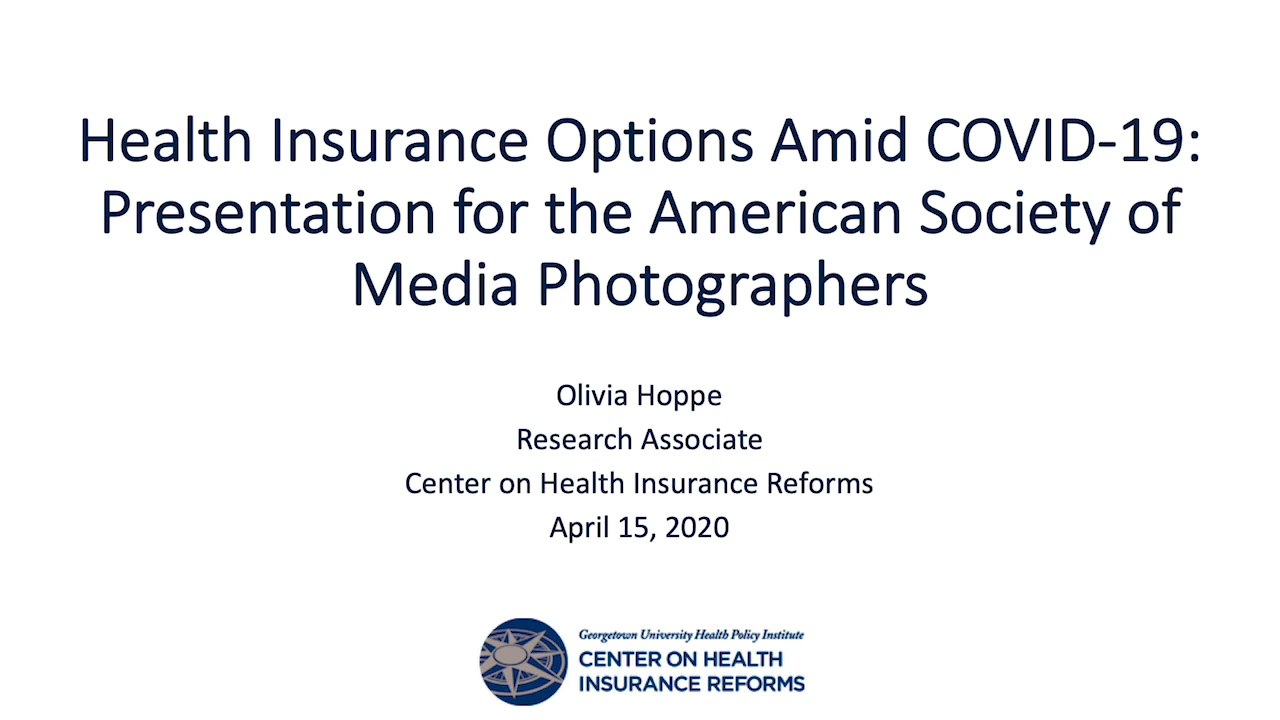 Health Insurance Options Amid COVID-19:
Presentation for the American Society of
Media Photographers
Olivia Hoppe
Research Associate
Center on Health Insurance Reforms
April 15, 2020
Georgetown University Health Policy Institute
CENTER ON HEALTH
INSURANCE REFORMS